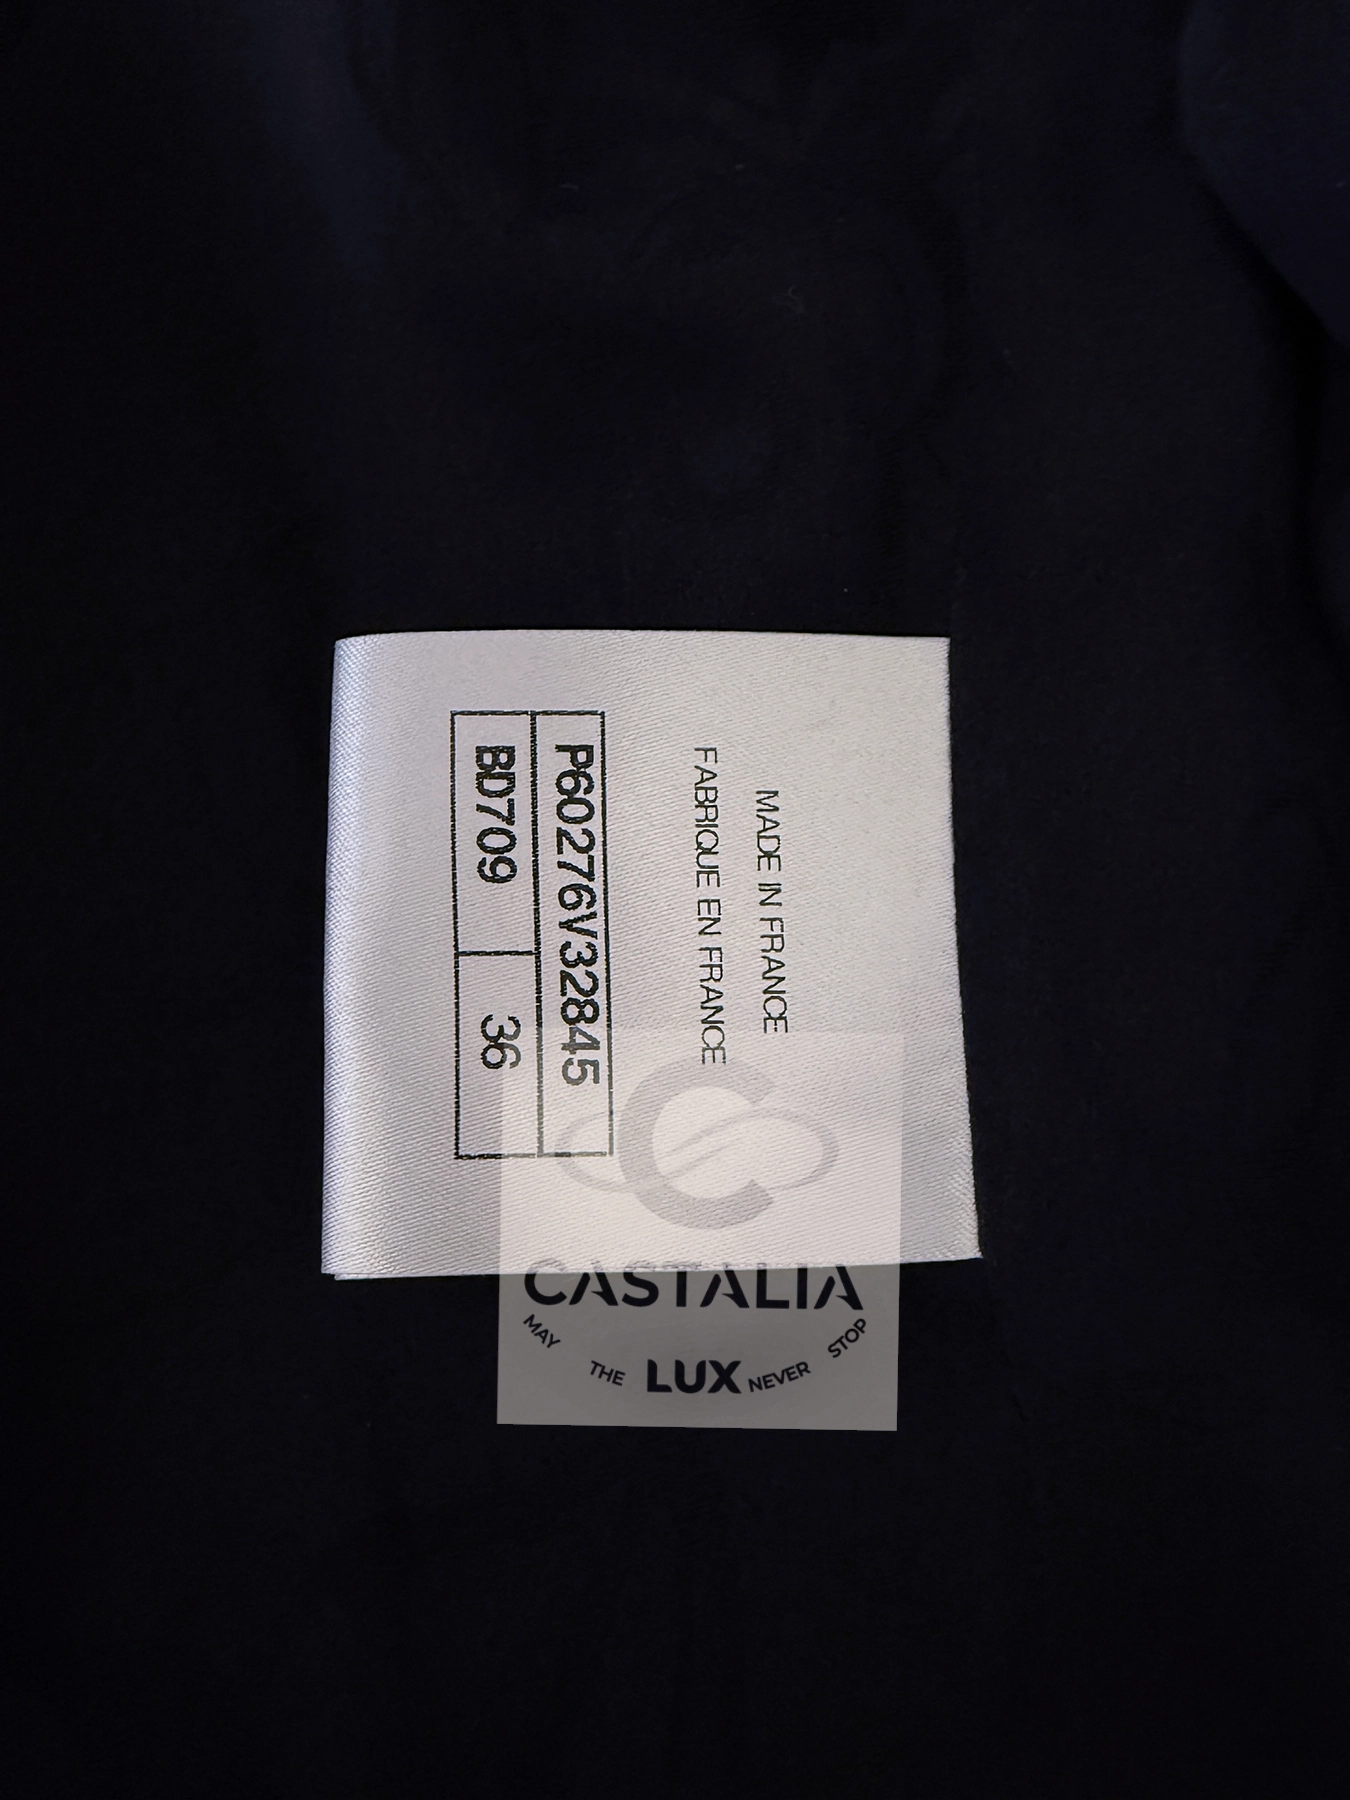 MADE IN FRANCE
FABRIQUE EN FRANCE
P60276V32845
BD709 36
CASTALIA
MAY THE LUX NEVER STOP